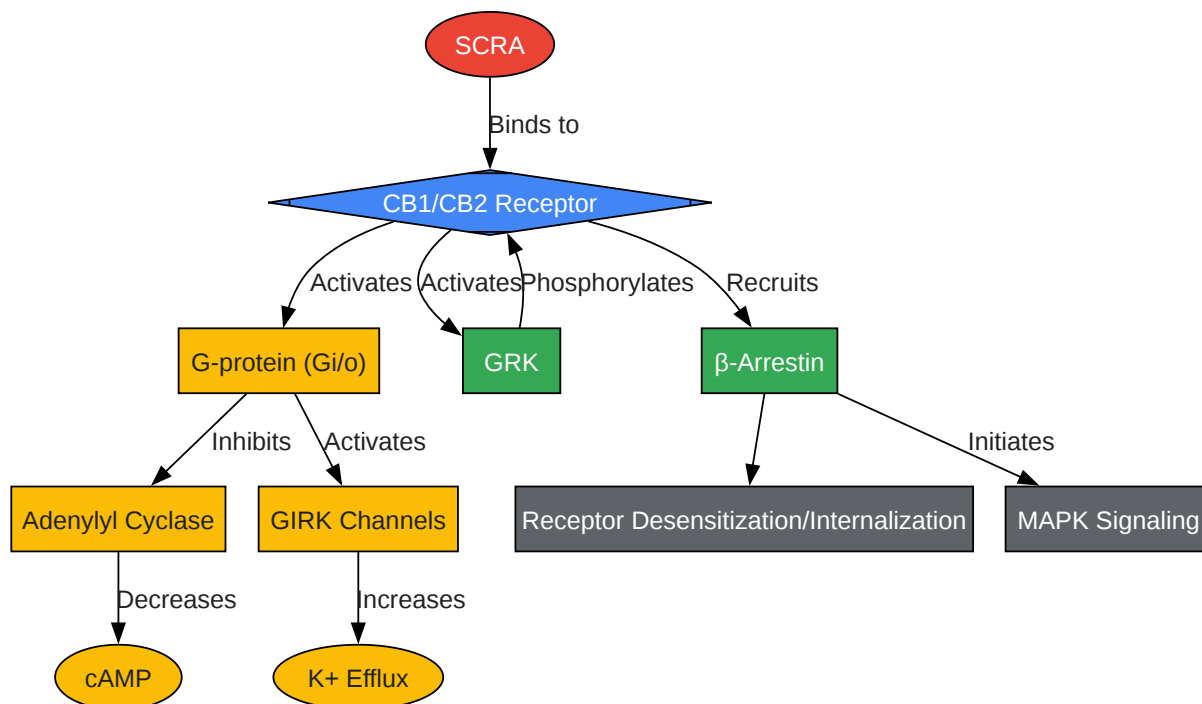 SCRA
Binds to
CB1/CB2 Receptor
Activates
Activates
Phosphorylates
Recruits
G-protein (Gi/o)
GRK
β-Arrestin
Inhibits
Activates
Initiates
Adenylyl Cyclase
GIRK Channels
Receptor Desensitization/Internalization
MAPK Signaling
Decreases
Increases
cAMP
K+ Efflux